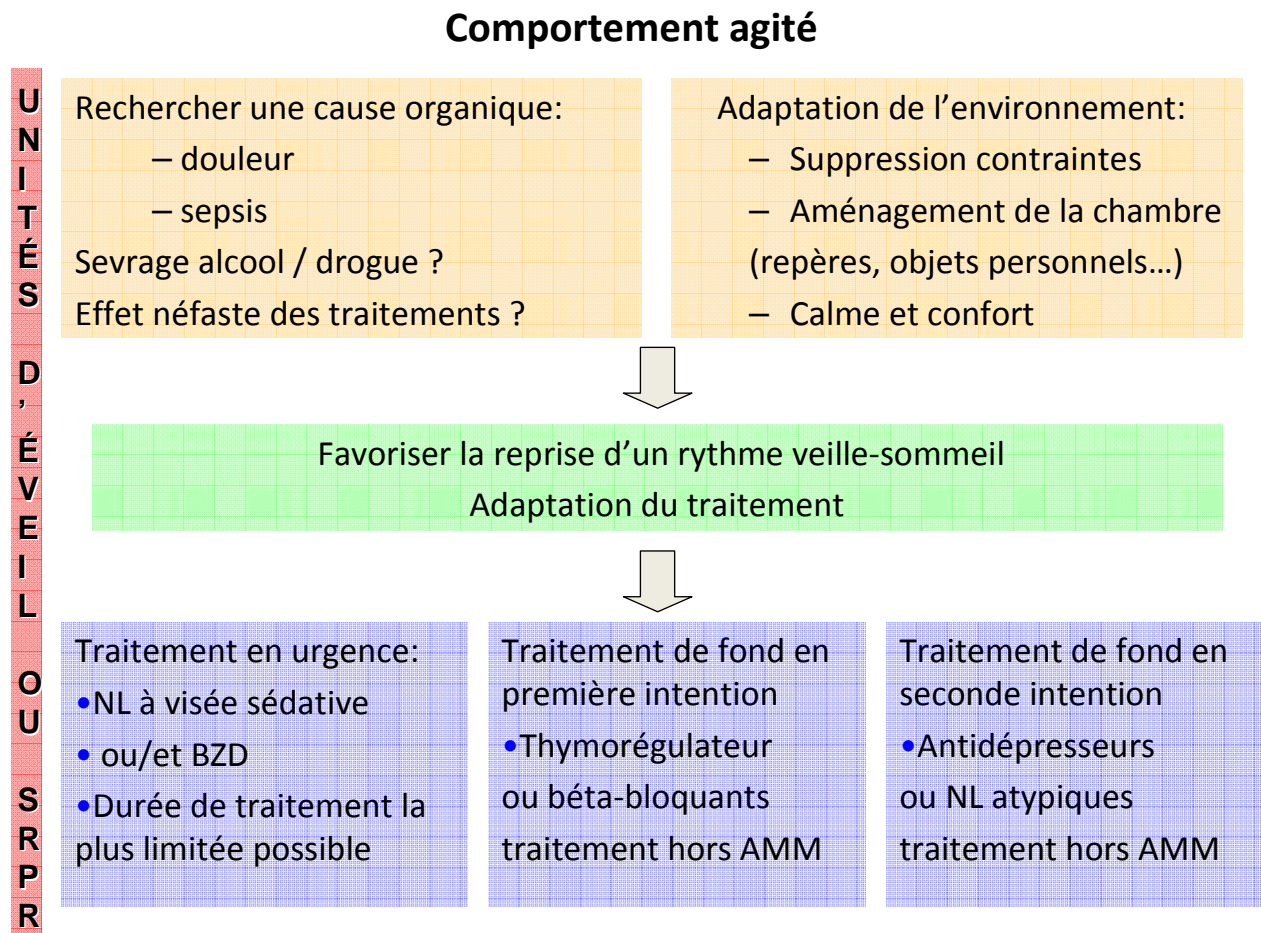 Comportement agité
UNITÉS D'ÉVEIL OU SRPR
Rechercher une cause organique:
– douleur
– sepsis
Sevrage alcool / drogue ?
Effet néfaste des traitements ?
Adaptation de l'environnement:
– Suppression contraintes
– Aménagement de la chambre
(repères, objets personnels…)
– Calme et confort
Favoriser la reprise d'un rythme veille-sommeil
Adaptation du traitement
Traitement en urgence:
•NL à visée sédative
• ou/et BZD
•Durée de traitement la
plus limitée possible
Traitement de fond en
première intention
•Thymorégulateur
ou béta-bloquants
traitement hors AMM
Traitement de fond en
seconde intention
•Antidépresseurs
ou NL atypiques
traitement hors AMM